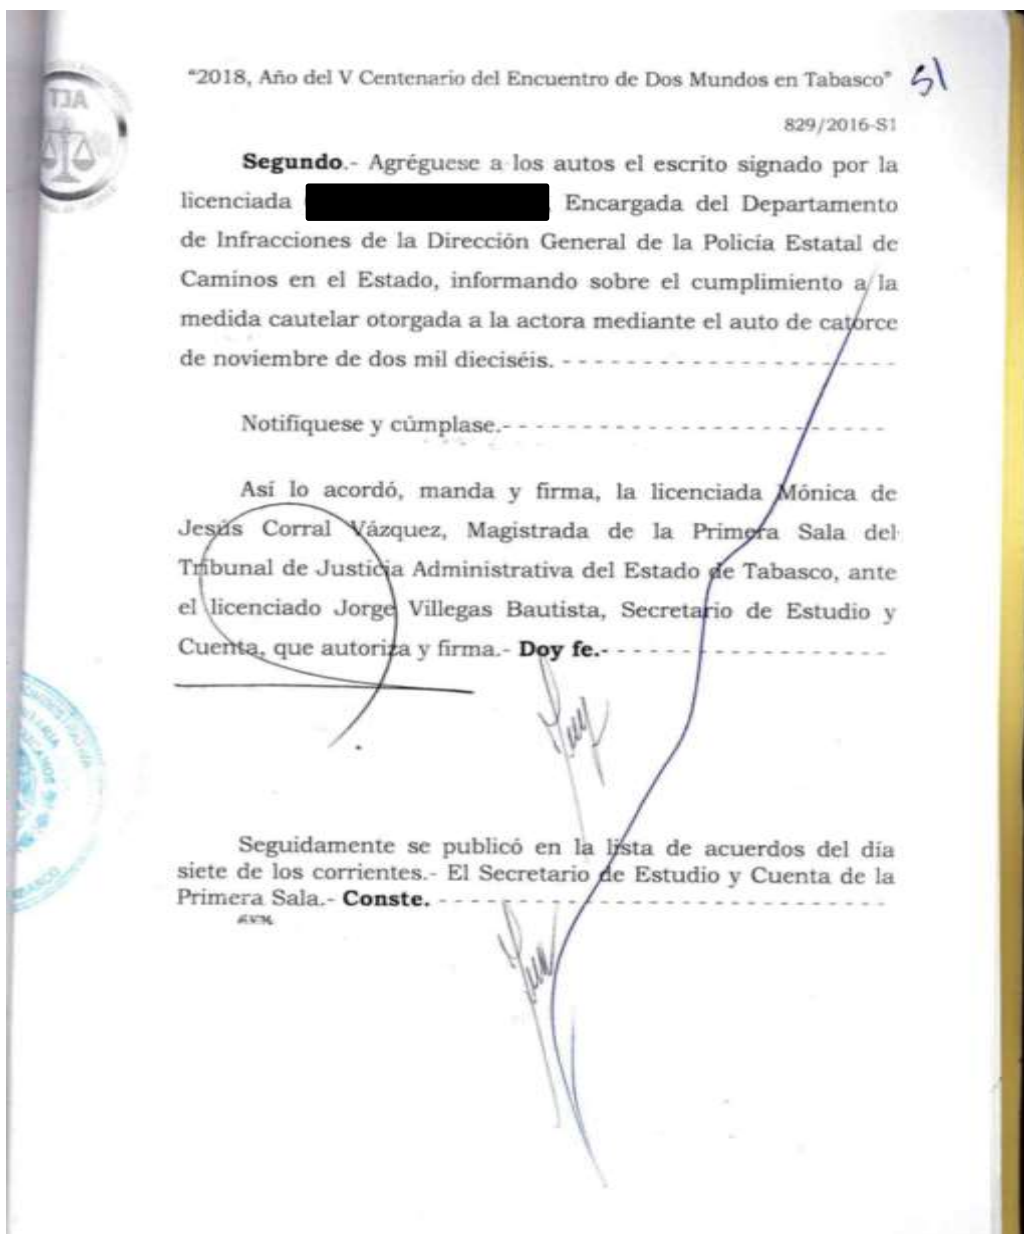 "2018, Año del V Centenario del Encuentro de Dos Mundos en Tabasco"
51
829/2016-S1
Segundo.- Agréguese a los autos el escrito signado por la
licenciada Encargada del Departamento
de Infracciones de la Dirección General de la Policía Estatal de
Caminos en el Estado, informando sobre el cumplimiento a la
medida cautelar otorgada a la actora mediante el auto de catorce
de noviembre de dos mil dieciséis. - - - - - - - - - - - - - - - - - - - - - - -
Notifíquese y cúmplase.- - - - - - - - - - - - - - - - - - - - - - - - - - -
Así lo acordó, manda y firma, la licenciada Mónica de
Jesús Corral Vázquez, Magistrada de la Primera Sala del
Tribunal de Justicia Administrativa del Estado de Tabasco, ante
el licenciado Jorge Villegas Bautista, Secretario de Estudio y
Cuenta, que autoriza y firma.- Doy fe.- - - - - - - - - - - - - - - - - - - -
Seguidamente se publicó en la lista de acuerdos del día
siete de los corrientes.- El Secretario de Estudio y Cuenta de la
Primera Sala.- Conste. - - - - - - - - - - - - - - - - - - - - - - - - - - - - - - -
TJA